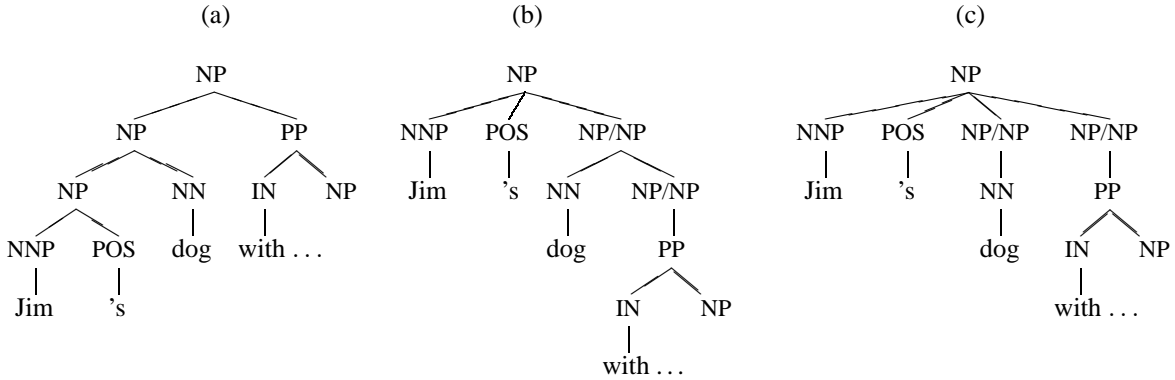 (a) (b) (c)
NP NP NP
NP PP NNP POS NP/NP NNP POS NP/NP NP/NP
NP NN IN NP Jim 's NN NP/NP Jim 's NN PP
NNP POS dog with . . . dog PP dog IN NP
Jim 's IN NP with . . .
with . . .